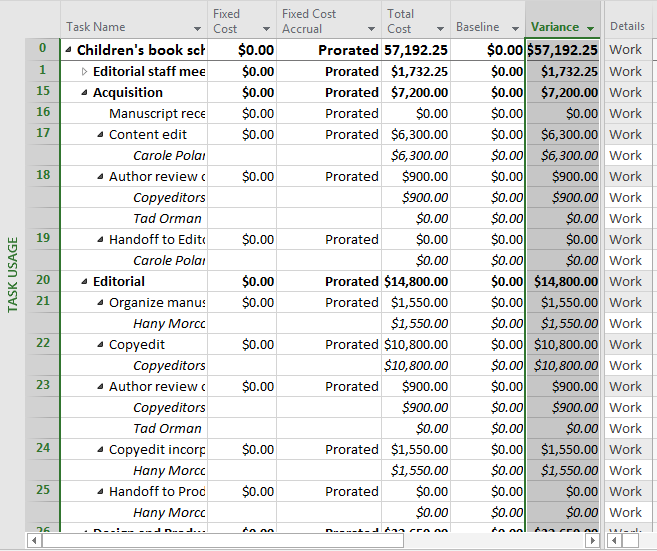 Task Name Fixed Cost Fixed Cost Accrual Total Cost Baseline Variance Details
0 Children's book sch $0.00 Prorated 57,192.25 $0.00 $57,192.25 Work
1 Editorial staff mee $0.00 Prorated $1,732.25 $0.00 $1,732.25 Work
15 Acquisition $0.00 Prorated $7,200.00 $0.00 $7,200.00 Work
16 Manuscript rece $0.00 Prorated $0.00 $0.00 $0.00 Work
17 Content edit $0.00 Prorated $6,300.00 $0.00 $6,300.00 Work
Carole Polar $6,300.00 $0.00 $6,300.00 Work
18 Author review o $0.00 Prorated $900.00 $0.00 $900.00 Work
Copyeditors $900.00 $0.00 $900.00 Work
Tad Orman $0.00 $0.00 $0.00 Work
19 Handoff to Edito $0.00 Prorated $0.00 $0.00 $0.00 Work
Carole Polar $0.00 $0.00 $0.00 Work
20 Editorial $0.00 Prorated $14,800.00 $0.00 $14,800.00 Work
21 Organize manus $0.00 Prorated $1,550.00 $0.00 $1,550.00 Work
Hany Morco $1,550.00 $0.00 $1,550.00 Work
22 Copyedit $0.00 Prorated $10,800.00 $0.00 $10,800.00 Work
Copyeditors $10,800.00 $0.00 $10,800.00 Work
23 Author review o $0.00 Prorated $900.00 $0.00 $900.00 Work
Copyeditors $900.00 $0.00 $900.00 Work
Tad Orman $0.00 $0.00 $0.00 Work
24 Copyedit incorp $0.00 Prorated $1,550.00 $0.00 $1,550.00 Work
Hany Morco $1,550.00 $0.00 $1,550.00 Work
25 Handoff to Prod $0.00 Prorated $0.00 $0.00 $0.00 Work
Hany Morco $0.00 $0.00 $0.00 Work
TASK USAGE